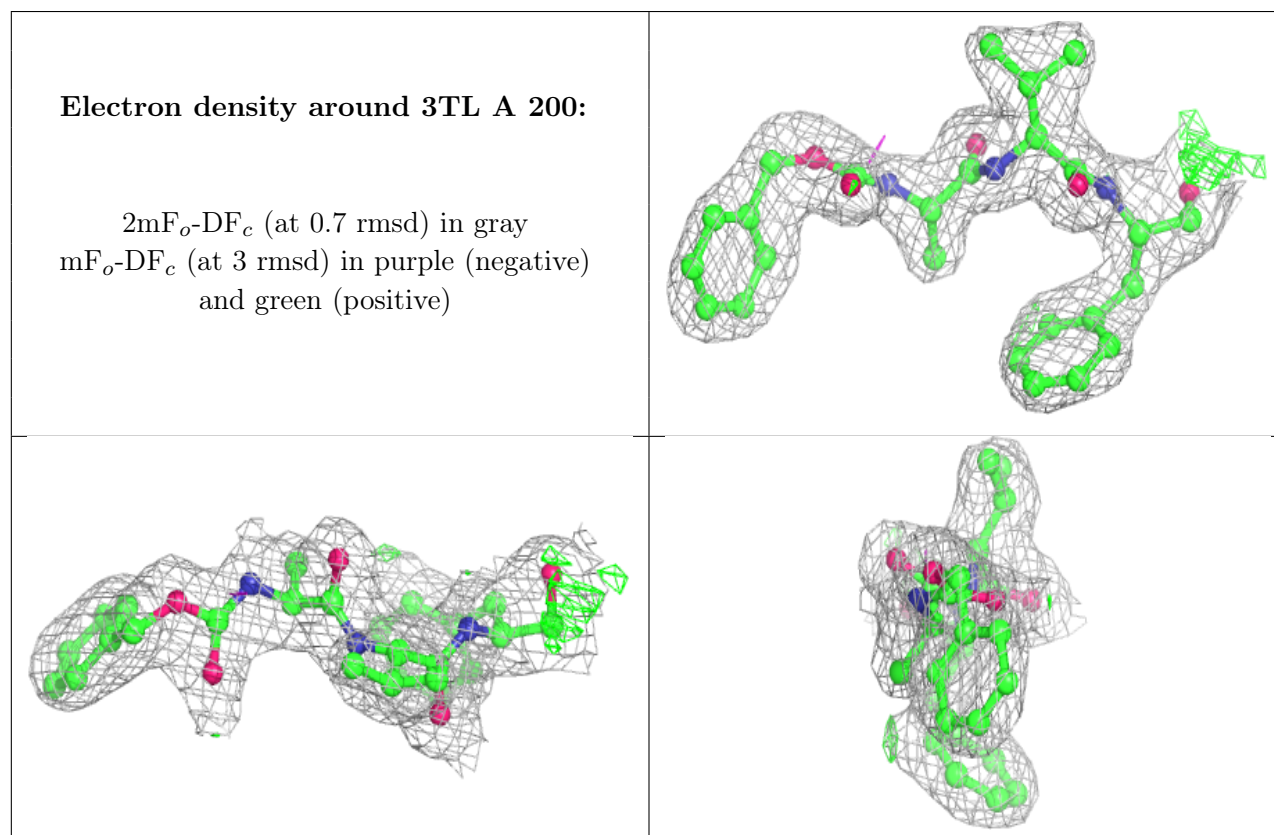 Electron density around 3TL A 200:
2mFo-DFc (at 0.7 rmsd) in gray
mFo-DFc (at 3 rmsd) in purple (negative)
and green (positive)